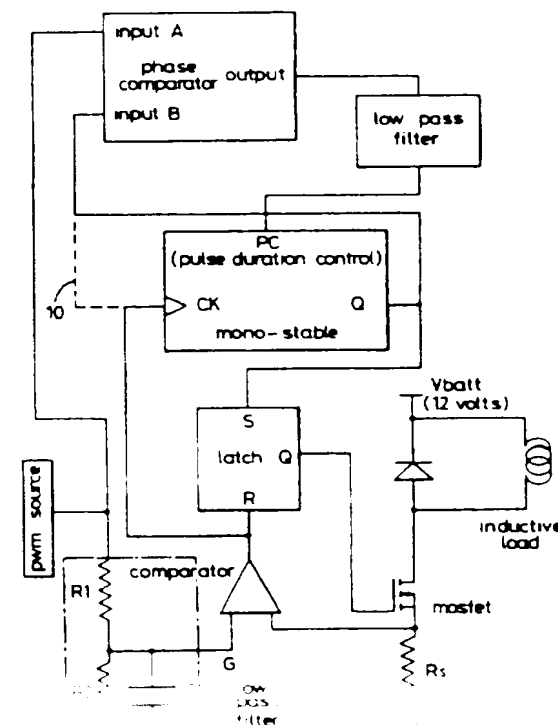 input A
phase
comparator
output
input B
low pass
filter
PC
(pulse duration control)
10
CK
Q
mono-stable
Vbatt
(12 volts)
S
latch
Q
R
pwm source
inductive
load
comparator
R1
mosfet
G
Rs
filter